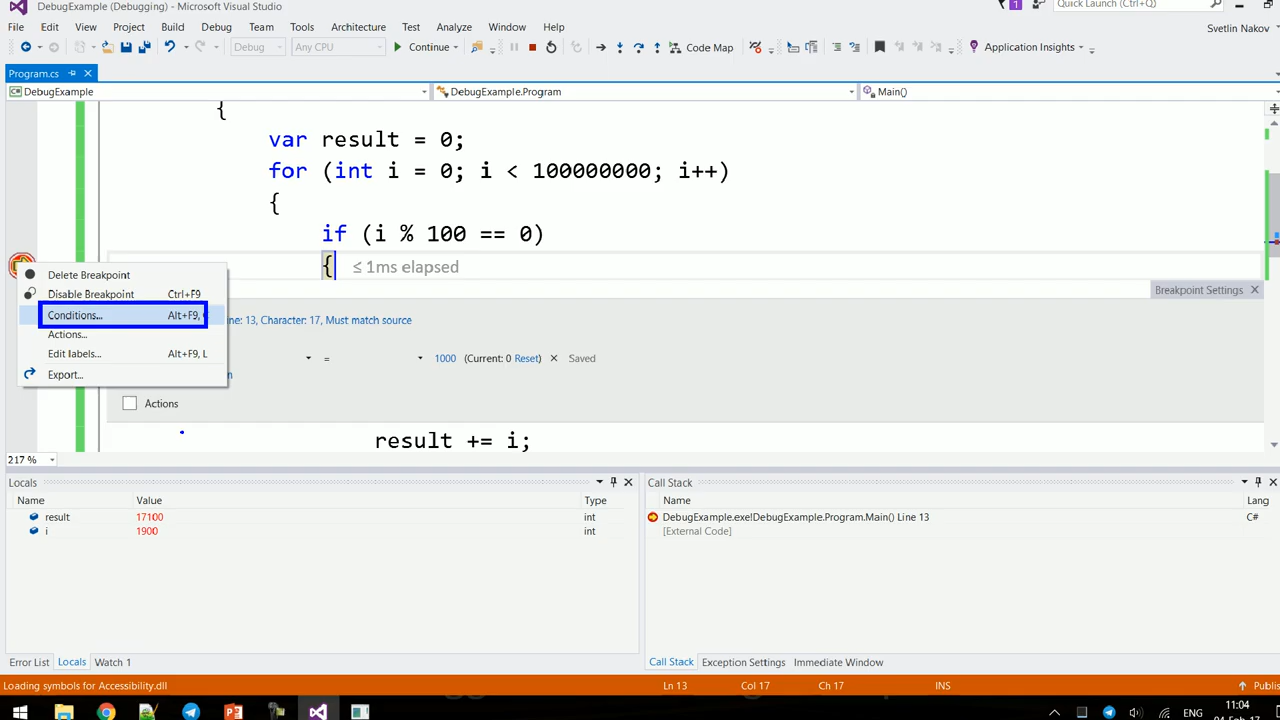 DebugExample (Debugging) - Microsoft Visual Studio
1
Quick Launch (Ctrl+Q)
File Edit View Project Build Debug Team Tools Architecture Test Analyze Window Help
Svetlin Nakov
Debug Any CPU Continue Code Map Application Insights
Program.cs
DebugExample DebugExample.Program Main()
{
var result = 0;
for (int i = 0; i < 100000000; i++)
{
if (i % 100 == 0)
{ ≤ 1ms elapsed
Delete Breakpoint
Breakpoint Settings
Disable Breakpoint Ctrl+F9
Conditions... Alt+F9,
ine: 13, Character: 17, Must match source
Actions...
Edit labels... Alt+F9, L
= 1000 (Current: 0 Reset) Saved
Export...
n
Actions
result += i;
217 %
Locals
Name Value Type
result 17100 int
i 1900 int
Call Stack
Name Lang
DebugExample.exe!DebugExample.Program.Main() Line 13 C#
[External Code]
Error List Locals Watch 1
Call Stack Exception Settings Immediate Window
Loading symbols for Accessibility.dll Ln 13 Col 17 Ch 17 INS Publis
ENG
11:04